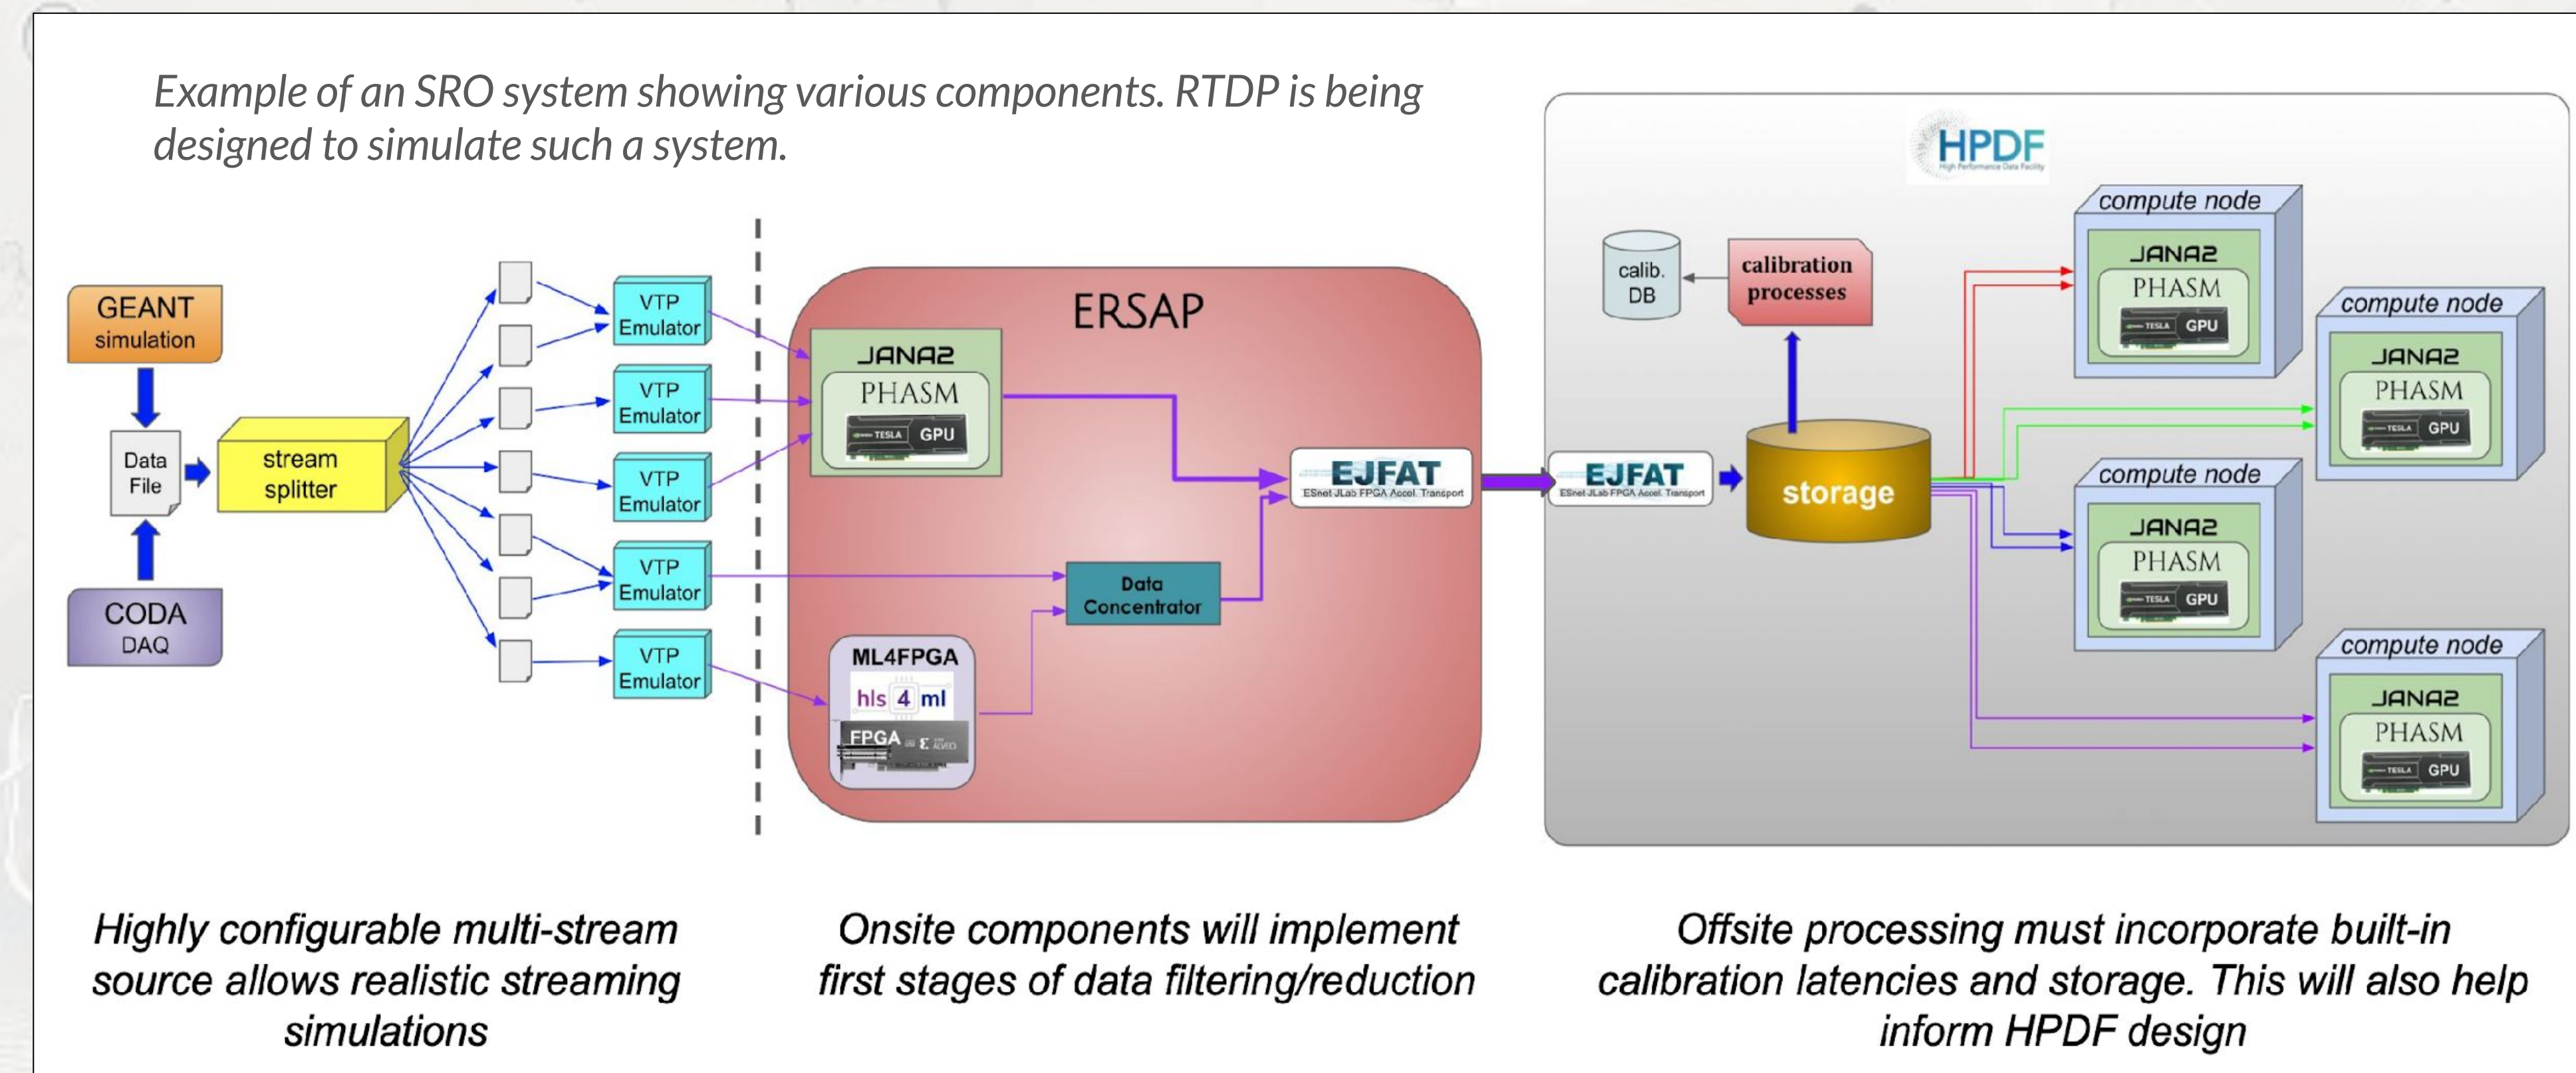 Example of an SRO system showing various components. RTDP is being
designed to simulate such a system.
GEANT
simulation
Data
File
CODA
DAQ
stream
splitter
VTP
Emulator
VTP
Emulator
VTP
Emulator
VTP
Emulator
VTP
Emulator
ERSAP
JANA2
PHASM
TESLA GPU
ML4FPGA
hls 4 ml
FPGA
ALVEO
Data
Concentrator
EJFAT
ESnet JLab FPGA Accel. Transport
HPDF
High Performance Data Facility
EJFAT
ESnet JLab FPGA Accel. Transport
calib.
DB
calibration
processes
storage
compute node
JANA2
PHASM
TESLA GPU
compute node
JANA2
PHASM
TESLA GPU
compute node
JANA2
PHASM
TESLA GPU
compute node
JANA2
PHASM
TESLA GPU
Highly configurable multi-stream
source allows realistic streaming
simulations
Onsite components will implement
first stages of data filtering/reduction
Offsite processing must incorporate built-in
calibration latencies and storage. This will also help
inform HPDF design